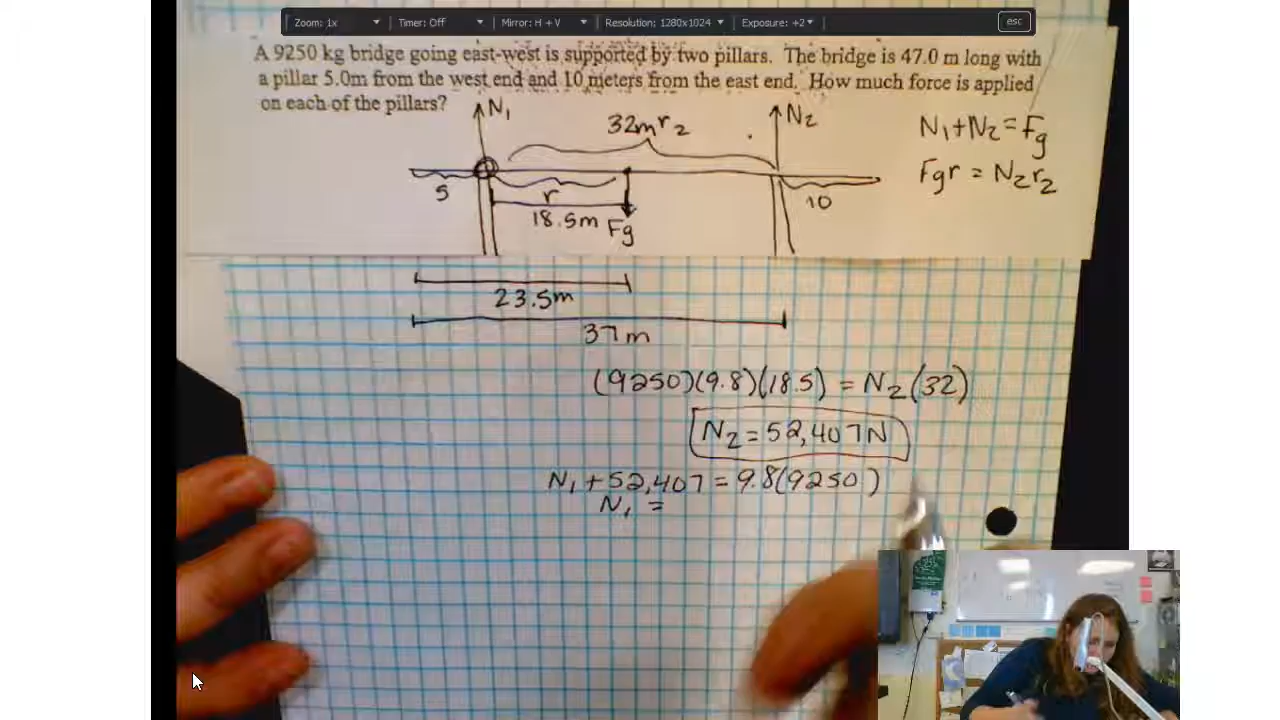 Zoom: 1x Timer: Off Mirror: H + V Resolution: 1280x1024 Exposure: +2 esc
A 9250 kg bridge going east-west is supported by two pillars. The bridge is 47.0 m long with
a pillar 5.0m from the west end and 10 meters from the east end. How much force is applied
on each of the pillars?
N₁
32m r₂
N₂
N₁+N₂ = Fg
Fgr = N₂r₂
5
r
18.5m
Fg
10
23.5m
37m
(9250)(9.8)(18.5) = N₂(32)
N₂ = 52,407N
N₁ + 52,407 = 9.8(9250)
N₁ =